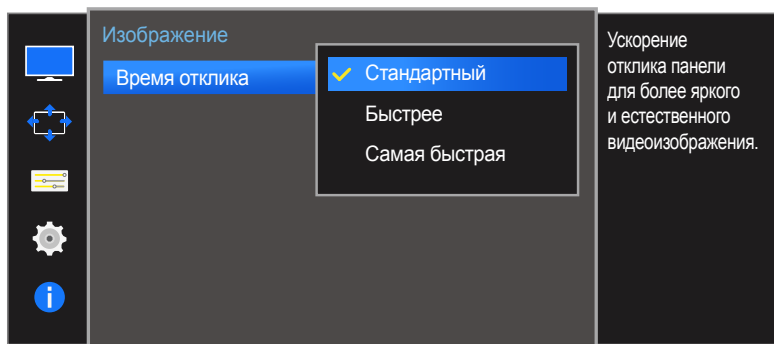 Изображение
Время отклика
Стандартный
Быстрее
Самая быстрая
Ускорение
отклика панели
для более яркого
и естественного
видеоизображения.